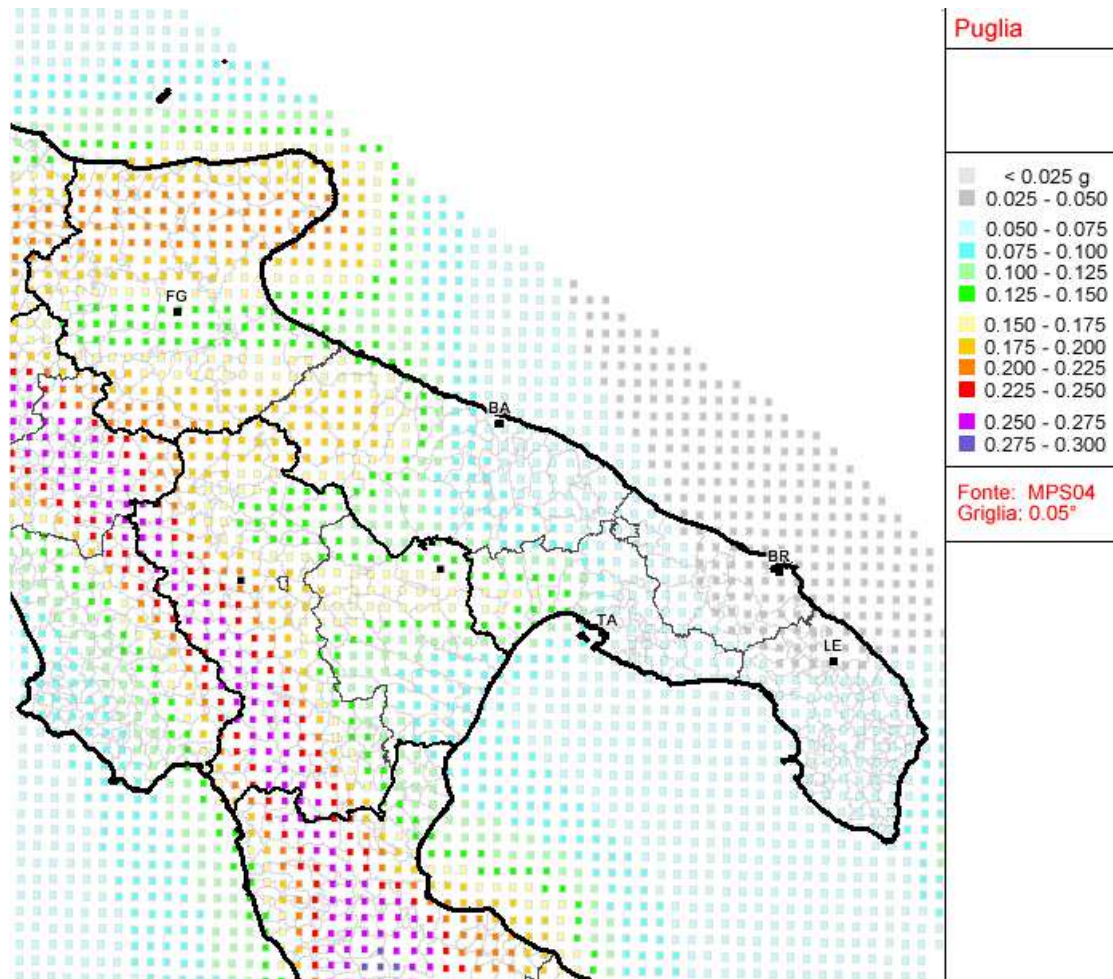 Puglia
< 0.025 g
0.025 - 0.050
0.050 - 0.075
0.075 - 0.100
0.100 - 0.125
0.125 - 0.150
0.150 - 0.175
0.175 - 0.200
0.200 - 0.225
0.225 - 0.250
0.250 - 0.275
0.275 - 0.300
Fonte: MPS04
Griglia: 0.05°
FG
BA
BR
TA
LE